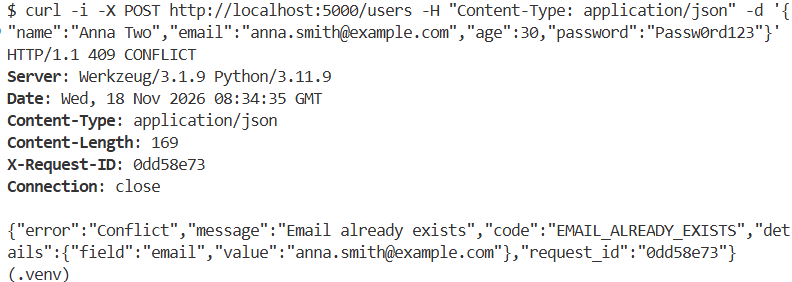 $ curl -i -X POST http://localhost:5000/users -H "Content-Type: application/json" -d '{
"name":"Anna Two","email":"anna.smith@example.com","age":30,"password":"Passw0rd123"}'
HTTP/1.1 409 CONFLICT
Server: Werkzeug/3.1.9 Python/3.11.9
Date: Wed, 18 Nov 2026 08:34:35 GMT
Content-Type: application/json
Content-Length: 169
X-Request-ID: 0dd58e73
Connection: close

{"error":"Conflict","message":"Email already exists","code":"EMAIL_ALREADY_EXISTS","det
ails":{"field":"email","value":"anna.smith@example.com"},"request_id":"0dd58e73"}
(.venv)